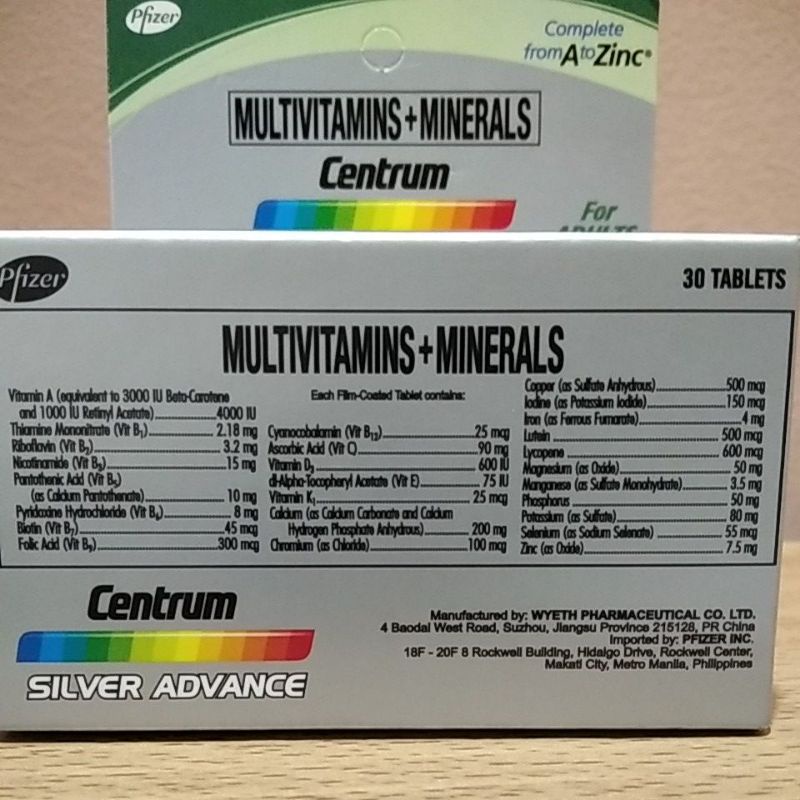 Pfizer
Complete
from A to Zinc®
MULTIVITAMINS+MINERALS
Centrum
For
ADULTS
Pfizer
30 TABLETS
MULTIVITAMINS+MINERALS
Each Film-Coated Tablet contains:
Vitamin A (equivalent to 3000 IU Beta-Carotene
and 1000 IU Retinyl Acetate) 4000 IU
Thiamine Mononitrate (Vit B₁) 2.18 mg
Riboflavin (Vit B₂) 3.2 mg
Nicotinamide (Vit B₃) 15 mg
Pantothenic Acid (Vit B₅)
(as Calcium Pantothenate) 10 mg
Pyridoxine Hydrochloride (Vit B₆) 8 mg
Biotin (Vit B₇) 45 mcg
Folic Acid (Vit B₉) 300 mcg
Cyanocobalamin (Vit B₁₂) 25 mcg
Ascorbic Acid (Vit C) 90 mg
Vitamin D₃ 600 IU
dl-Alpha-Tocopheryl Acetate (Vit E) 75 IU
Vitamin K₁ 25 mcg
Calcium (as Calcium Carbonate and Calcium
Hydrogen Phosphate Anhydrous) 200 mg
Chromium (as Chloride) 100 mcg
Copper (as Sulfate Anhydrous) 500 mcg
Iodine (as Potassium Iodide) 150 mcg
Iron (as Ferrous Fumarate) 4 mg
Lutein 500 mcg
Lycopene 600 mcg
Magnesium (as Oxide) 50 mg
Manganese (as Sulfate Monohydrate) 3.5 mg
Phosphorus 50 mg
Potassium (as Sulfate) 80 mg
Selenium (as Sodium Selenate) 55 mcg
Zinc (as Oxide) 7.5 mg
Centrum
SILVER ADVANCE
Manufactured by: WYETH PHARMACEUTICAL CO. LTD.
4 Baodai West Road, Suzhou, Jiangsu Province 215128, PR China
Imported by: PFIZER INC.
18F - 20F 8 Rockwell Building, Hidalgo Drive, Rockwell Center,
Makati City, Metro Manila, Philippines